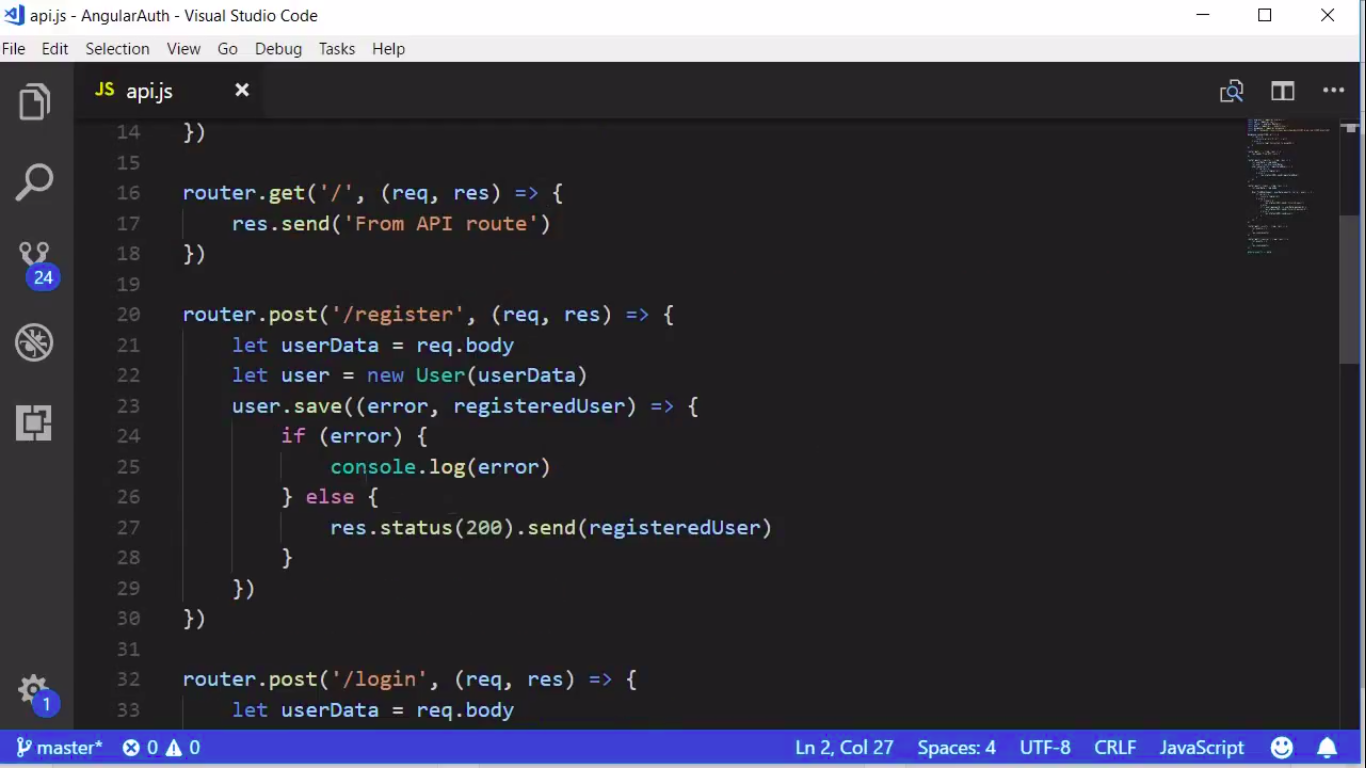 api.js - AngularAuth - Visual Studio Code
File Edit Selection View Go Debug Tasks Help
JS api.js
14 })
15
16 router.get('/', (req, res) => {
17     res.send('From API route')
18 })
19
20 router.post('/register', (req, res) => {
21     let userData = req.body
22     let user = new User(userData)
23     user.save((error, registeredUser) => {
24         if (error) {
25             console.log(error)
26         } else {
27             res.status(200).send(registeredUser)
28         }
29     })
30 })
31
32 router.post('/login', (req, res) => {
33     let userData = req.body
24
1
master* 0 0 Ln 2, Col 27 Spaces: 4 UTF-8 CRLF JavaScript